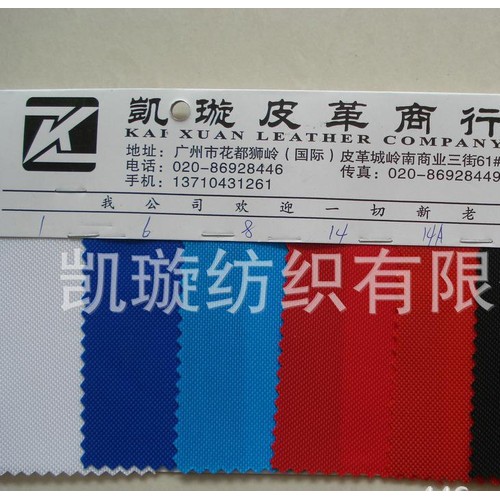 凯璇皮革商行
KAI XUAN LEATHER COMPANY
地址：广州市花都狮岭（国际）皮革城岭南商业三街61#
电话：020-86928446 传真：020-86928449
手机：13710431261
我公司欢迎一切新老
1 6 8 14 14A
凯璇纺织有限